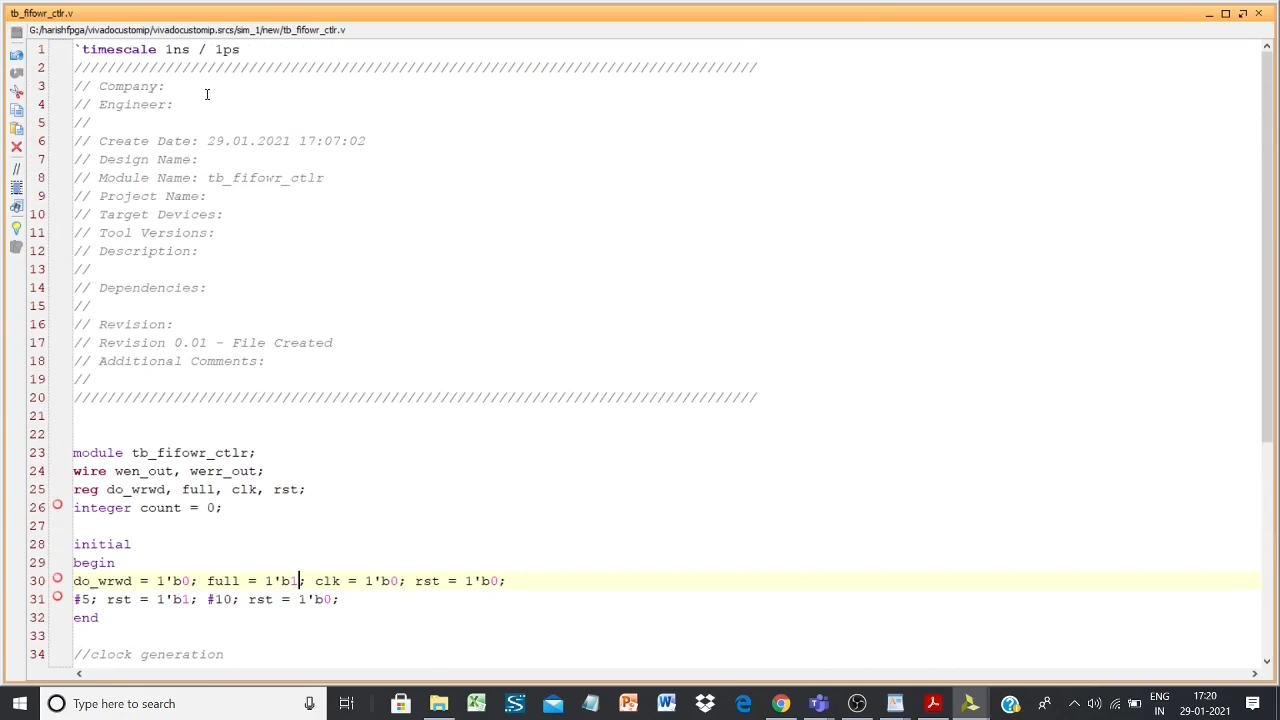 tb_fifowr_ctlr.v
G:/harishfpga/vivadocustomip/vivadocustomip.srcs/sim_1/new/tb_fifowr_ctlr.v
1 `timescale 1ns / 1ps
2 //////////////////////////////////////////////////////////////////////////////////
3 // Company:
4 // Engineer:
5 //
6 // Create Date: 29.01.2021 17:07:02
7 // Design Name:
8 // Module Name: tb_fifowr_ctlr
9 // Project Name:
10 // Target Devices:
11 // Tool Versions:
12 // Description:
13 //
14 // Dependencies:
15 //
16 // Revision:
17 // Revision 0.01 - File Created
18 // Additional Comments:
19 //
20 //////////////////////////////////////////////////////////////////////////////////
21
22
23 module tb_fifowr_ctlr;
24 wire wen_out, werr_out;
25 reg do_wrwd, full, clk, rst;
26 integer count = 0;
27
28 initial
29 begin
30 do_wrwd = 1'b0; full = 1'b1; clk = 1'b0; rst = 1'b0;
31 #5; rst = 1'b1; #10; rst = 1'b0;
32 end
33
34 //clock generation
Type here to search
ENG
IN
17:20
29-01-2021